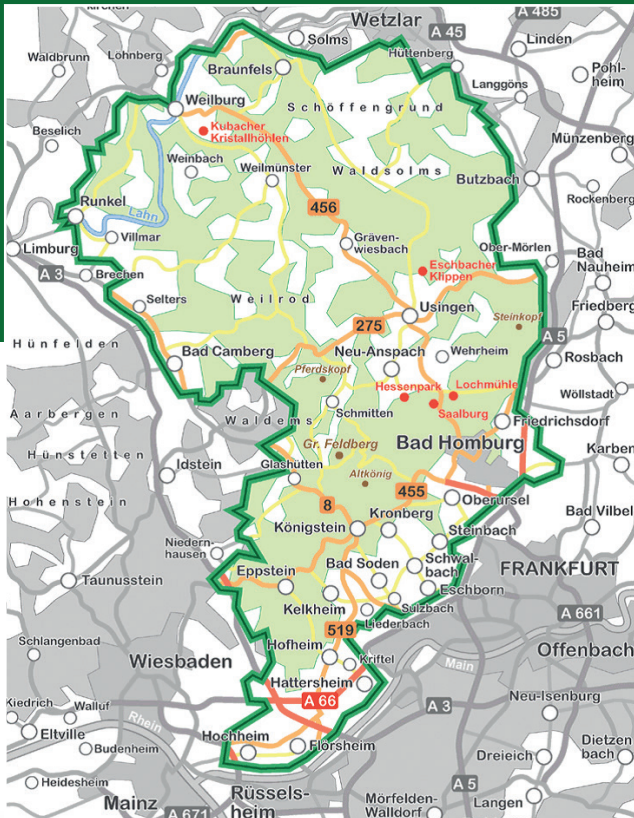 kirchen
Wetzlar
A 485
Solms
A 45
Linden
Waldbrunn
Löhnberg
Hüttenberg
Braunfels
Pohl-
heim
Langgöns
Weilburg
Schöffengrund
Kubacher
Kristallhöhlen
Beselich
Münzenberg
Weinbach
Weilmünster
Waldsolms
Butzbach
Rockenberg
Runkel
Lahn
456
Villmar
Gräven-
wiesbach
Ober-Mörlen
Limburg
A 3
Brechen
Eschbacher
Klippen
Bad
Nauheim
Selters
Weilrod
Usingen
Steinkopf
Friedberg
275
A 5
Hünfelden
Bad Camberg
Neu-Anspach
Wehrheim
Rosbach
Pferdskopf
Hessenpark
Lochmühle
Wöllstadt
Aarbergen
Schmitten
Saalburg
Waldems
Friedrichsdorf
Hünstetten
Gr. Feldberg
Bad Homburg
Karben
Idstein
Glashütten
Altkönig
Hohenstein
455
Oberursel
8
Königstein
Kronberg
Bad Vilbel
Steinbach
Niedern-
hausen
Bad Soden
Schwal-
bach
FRANKFURT
Taunusstein
Eppstein
Eschborn
Kelkheim
Sulzbach
Liederbach
A 661
519
Schlangenbad
Hofheim
Kriftel
Main
Offenbach
Wiesbaden
Hattersheim
A 66
Kiedrich
Walluf
A 3
Neu-Isenburg
Rhein
Eltville
Hochheim
Flörsheim
Budenheim
Dreieich
Dietzen
bach
Heidesheim
A 5
Rüssels-
heim
Mainz
A 671
Mörfelden-
Walldorf
Langen